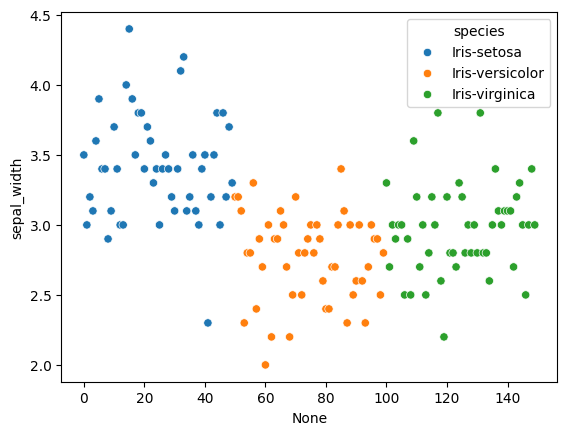 species
Iris-setosa
Iris-versicolor
Iris-virginica
4.5
4.0
3.5
3.0
2.5
2.0
sepal_width
0 20 40 60 80 100 120 140
None